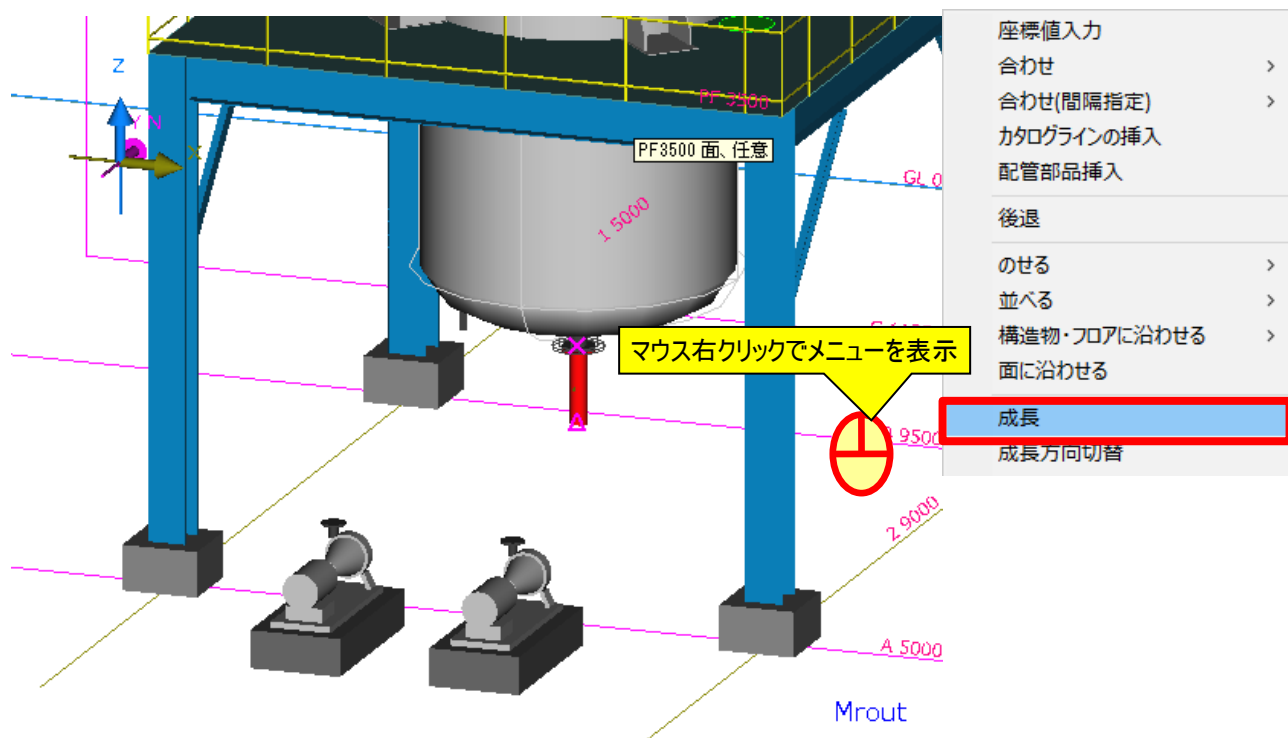 座標値入力
合わせ
合わせ(間隔指定)
カタログラインの挿入
配管部品挿入
後退
のせる
並べる
構造物・フロアに沿わせる
面に沿わせる
成長
成長方向切替
Z
Y N
X
PF 3500
PF3500 面、任意
GL 0
1 5000
マウス右クリックでメニューを表示
9500
2 9000
A 5000
Mrout